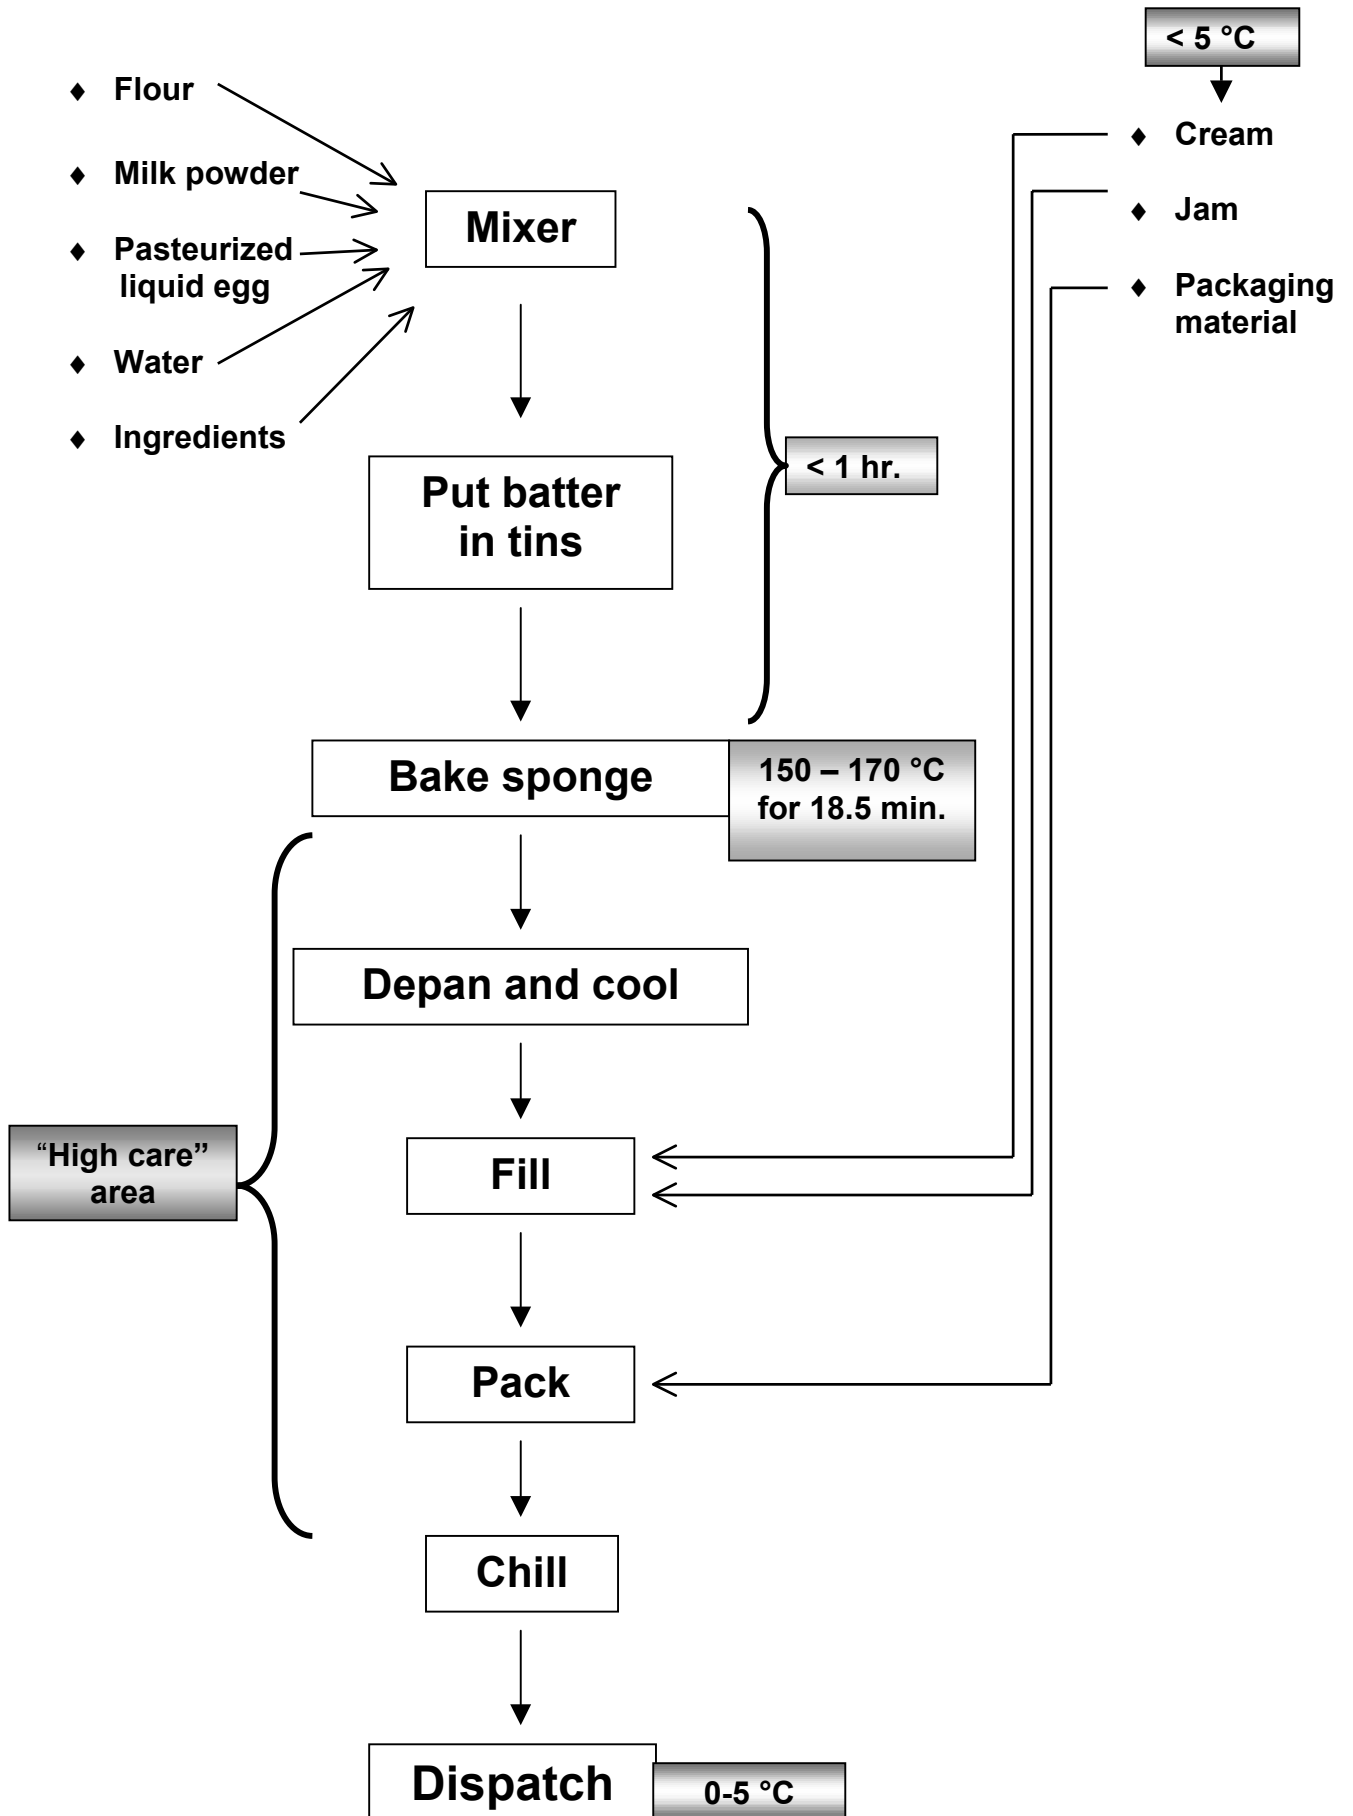 < 5 °C
♦ Flour
♦ Milk powder
♦ Pasteurized
liquid egg
♦ Water
♦ Ingredients
♦ Cream
♦ Jam
♦ Packaging
material
Mixer
< 1 hr.
Put batter
in tins
Bake sponge
150 – 170 °C
for 18.5 min.
Depan and cool
“High care”
area
Fill
Pack
Chill
Dispatch
0-5 °C